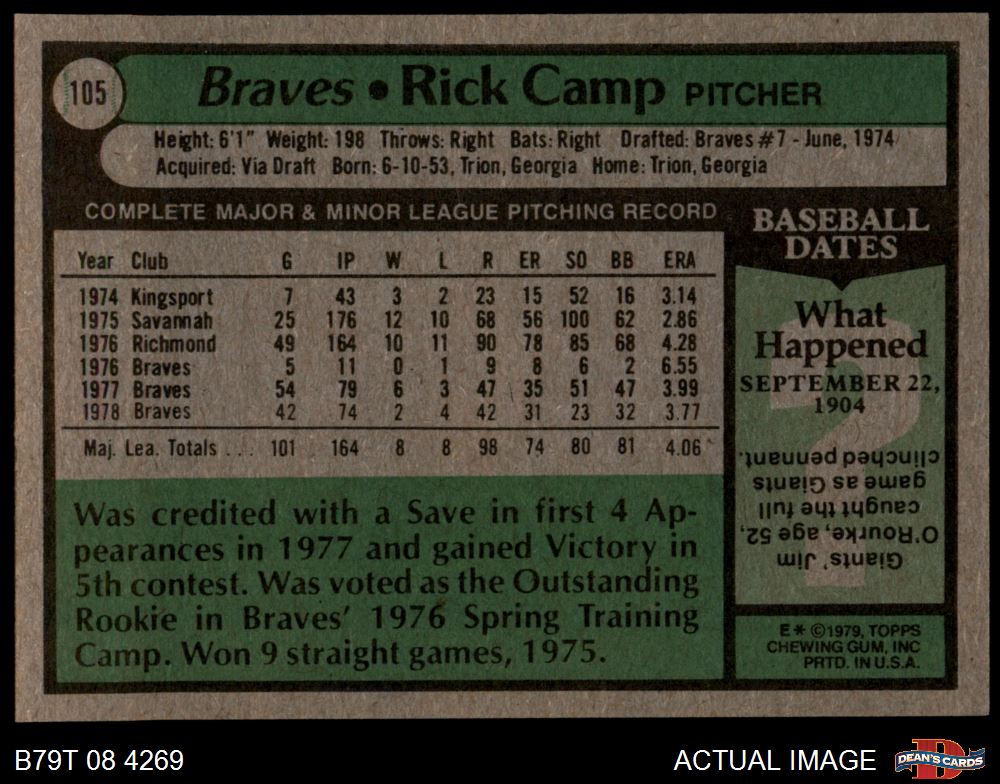 105
Braves • Rick Camp PITCHER
Height: 6'1" Weight: 198 Throws: Right Bats: Right Drafted: Braves #7 - June, 1974
Acquired: Via Draft Born: 6-10-53, Trion, Georgia Home: Trion, Georgia
COMPLETE MAJOR & MINOR LEAGUE PITCHING RECORD
Year Club G IP W L R ER SO BB ERA
1974 Kingsport 7 43 3 2 23 15 52 16 3.14
1975 Savannah 25 176 12 10 68 56 100 62 2.86
1976 Richmond 49 164 10 11 90 78 85 68 4.28
1976 Braves 5 11 0 1 9 8 6 2 6.55
1977 Braves 54 79 6 3 47 35 51 47 3.99
1978 Braves 42 74 2 4 42 31 23 32 3.77
Maj. Lea. Totals . . . 101 164 8 8 98 74 80 81 4.06
Was credited with a Save in first 4 Ap-
pearances in 1977 and gained Victory in
5th contest. Was voted as the Outstanding
Rookie in Braves' 1976 Spring Training
Camp. Won 9 straight games, 1975.
BASEBALL
DATES
What
Happened
SEPTEMBER 22,
1904
Giants' Jim
O'Rourke, age 52,
caught the full
game as Giants
clinched pennant.
E* ©1979, TOPPS
CHEWING GUM, INC
PRTD. IN U.S.A.
B79T 08 4269
ACTUAL IMAGE
DEAN'S CARDS